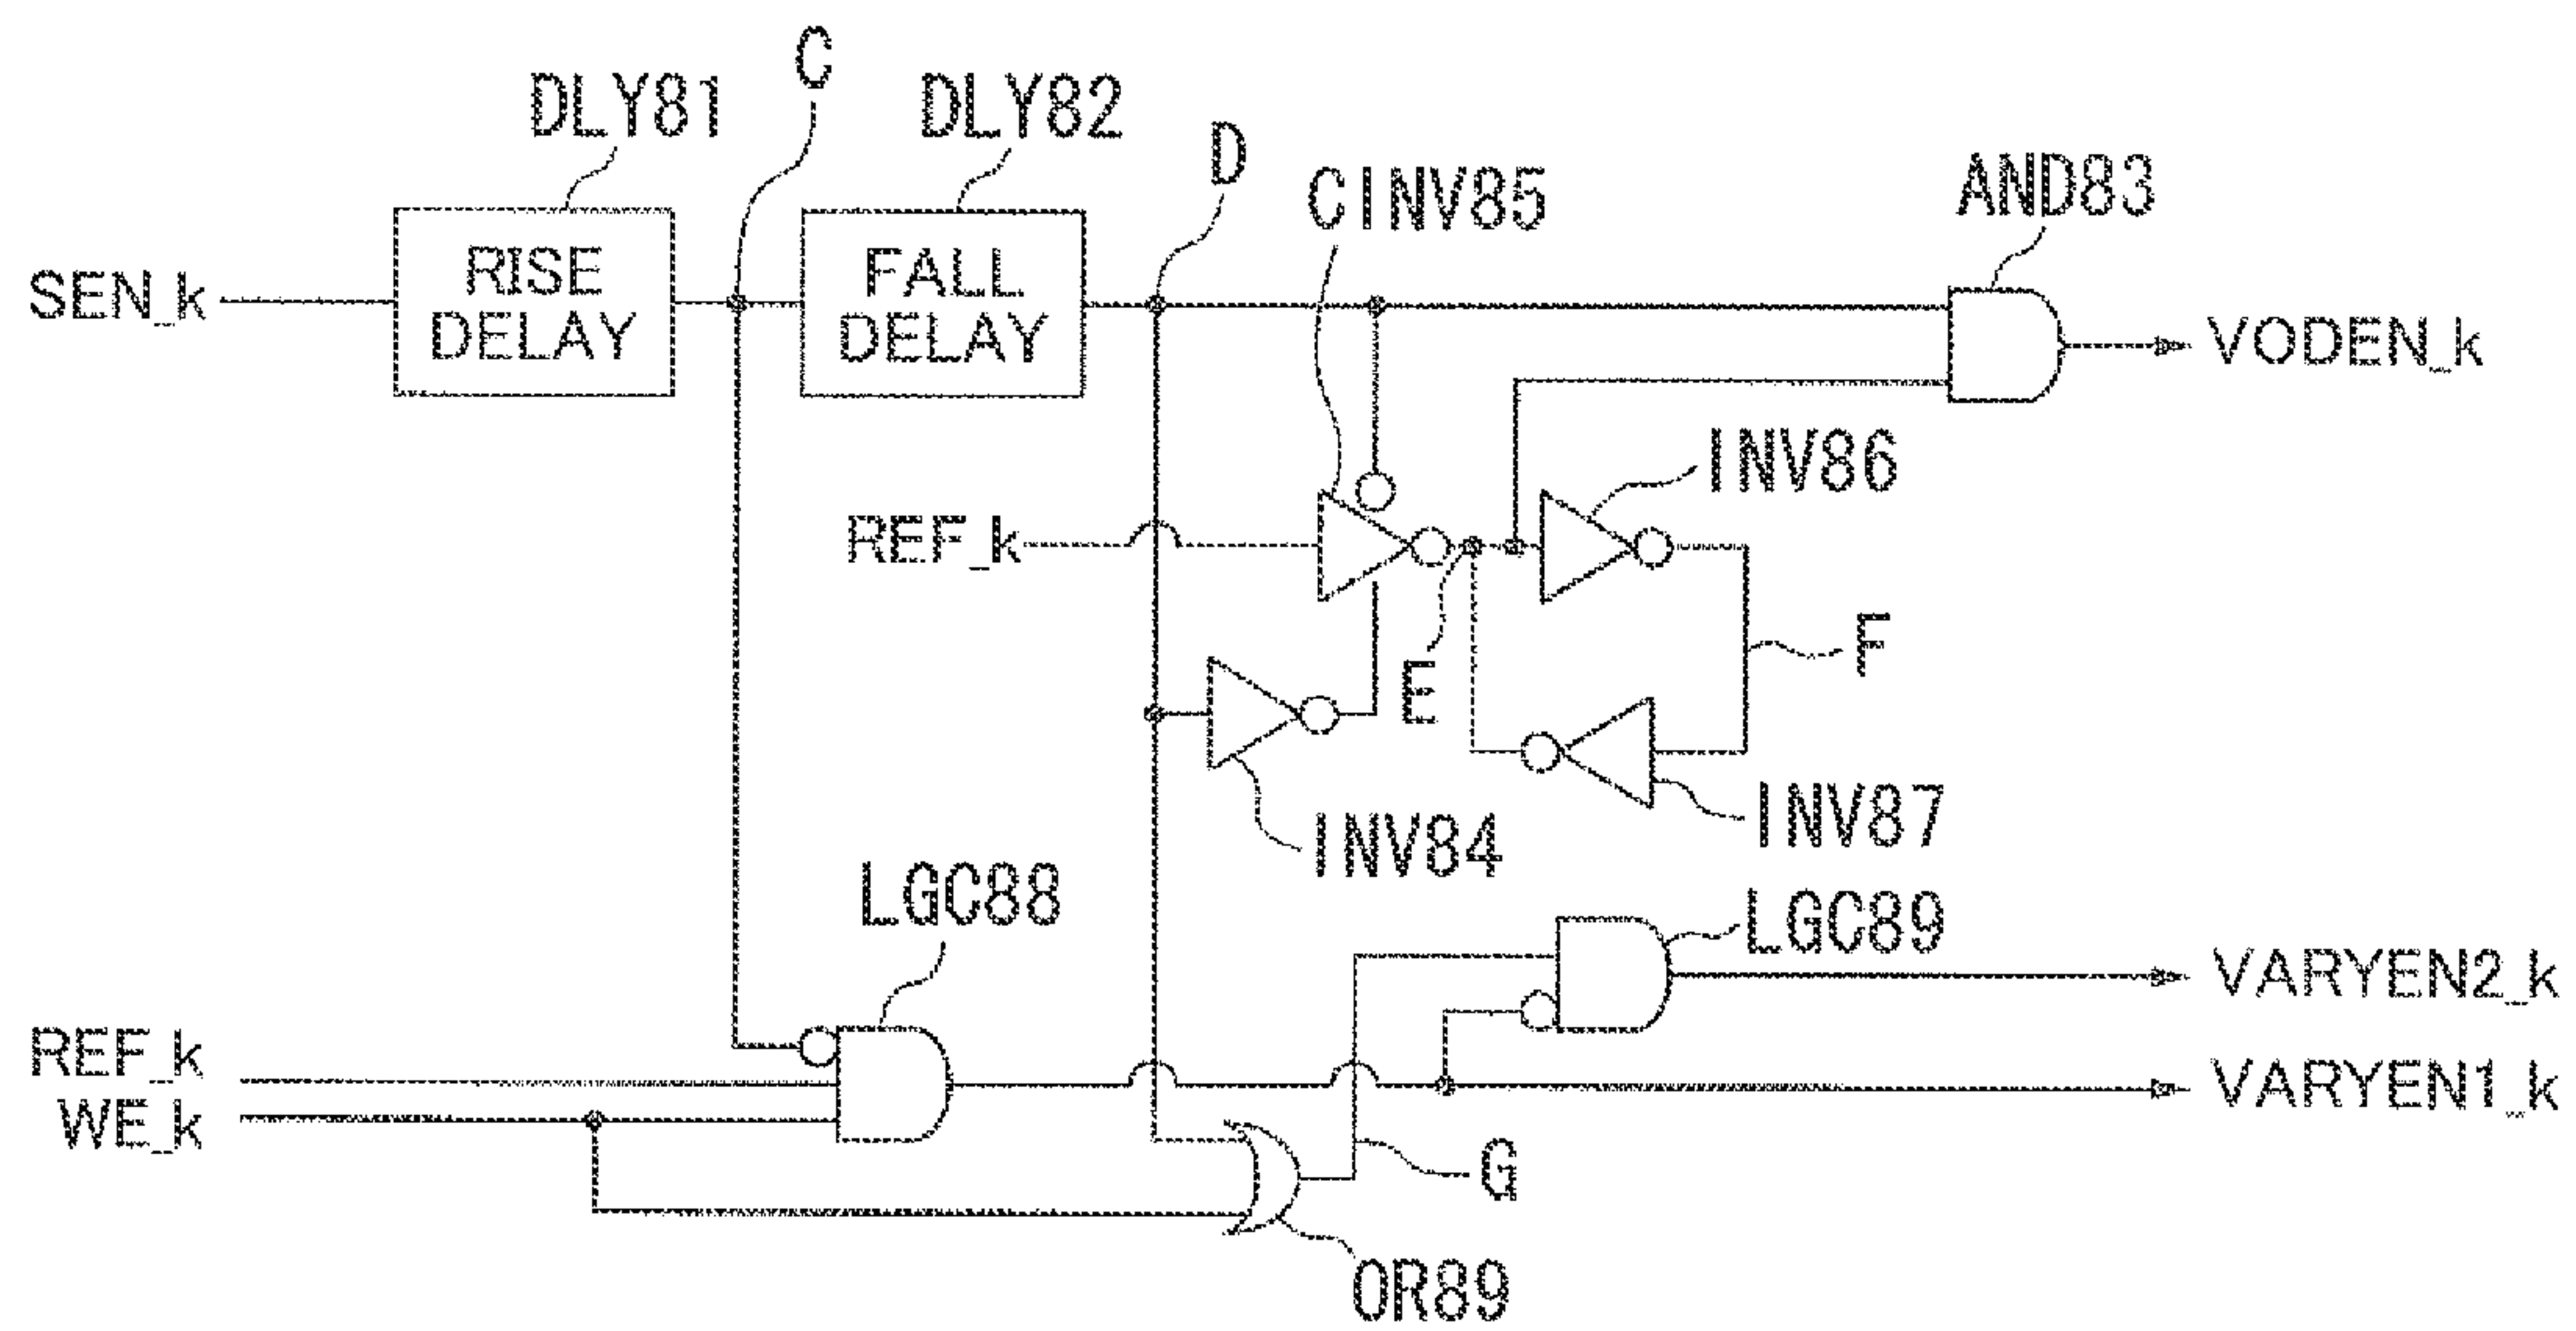 C
DLY81
DLY82
D
CINV85
AND83
SEN_k
RISE
DELAY
FALL
DELAY
VODEN_k
INV86
REF_k
E
F
INV84
INV87
LGC88
LGC89
VARYEN2_k
REF_k
VARYEN1_k
WE_k
G
OR89